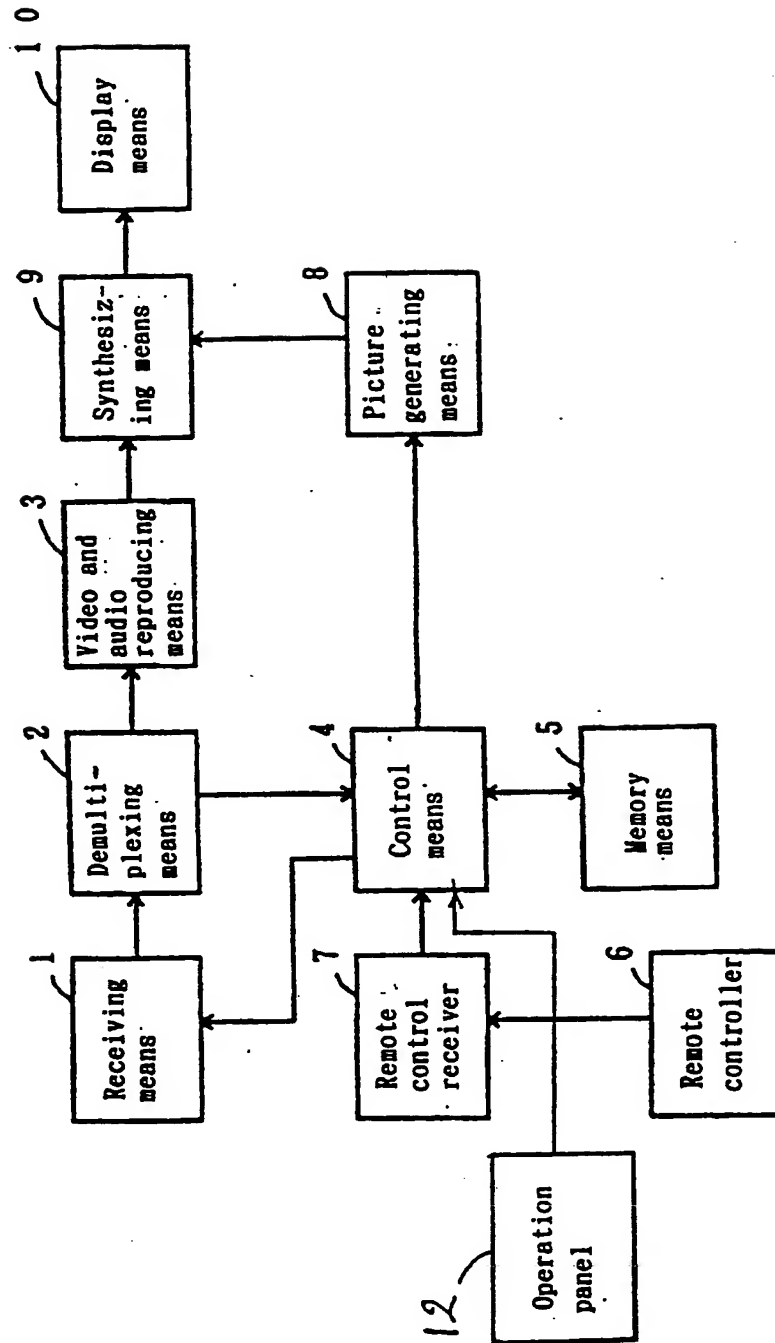 1
Receiving
means
2
Demulti-
plexing
means
3
Video and
audio
reproducing
means
9
Synthesiz-
ing means
10
Display
means
7
Remote
control
receiver
4
Control
means
8
Picture
generating
means
12
Operation
panel
6
Remote
controller
5
Memory
means